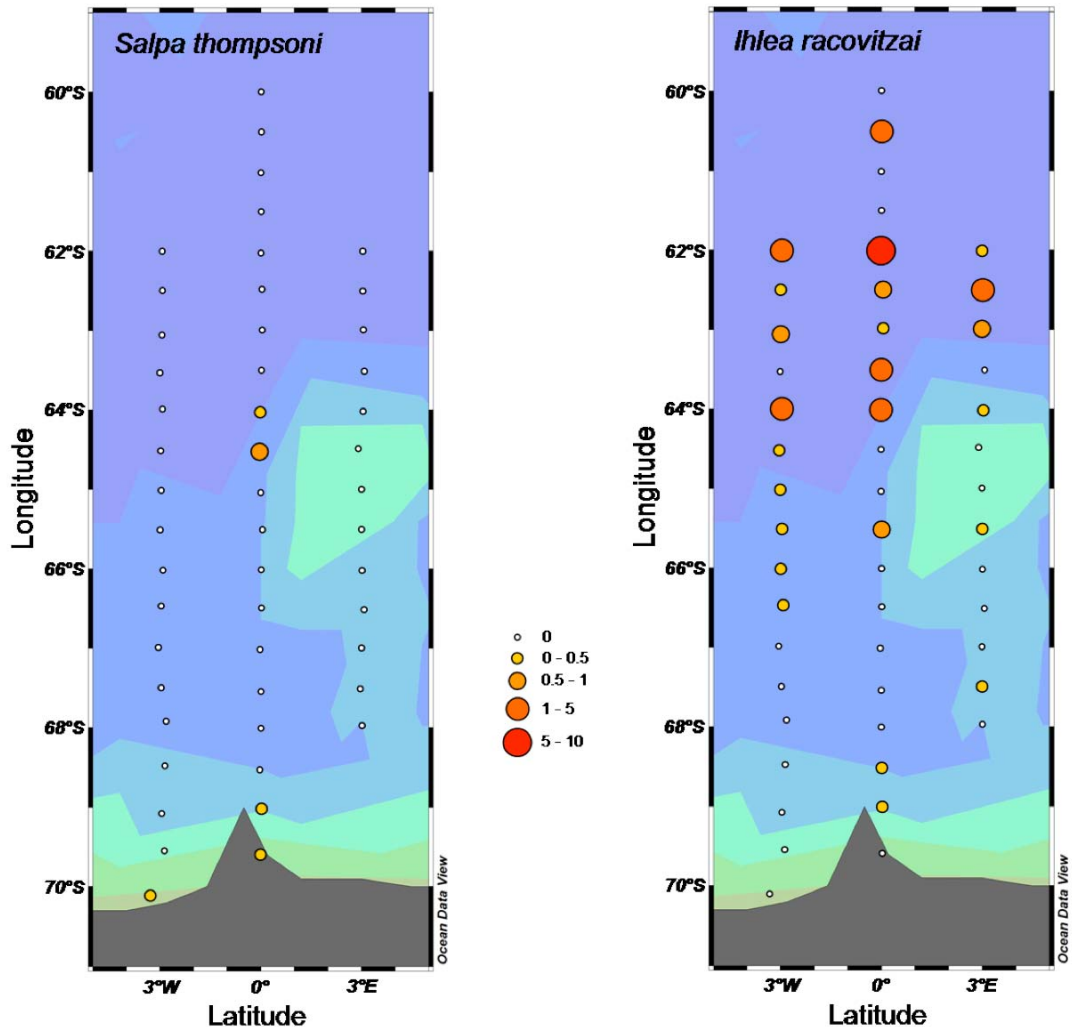 Salpa thompsoni
60°S
62°S
64°S
66°S
68°S
70°S
Longitude
3°W 0° 3°E
Latitude
Ocean Data View
0
0 - 0.5
0.5 - 1
1 - 5
5 - 10
Ihlea racovitzai
60°S
62°S
64°S
66°S
68°S
70°S
Longitude
3°W 0° 3°E
Latitude
Ocean Data View